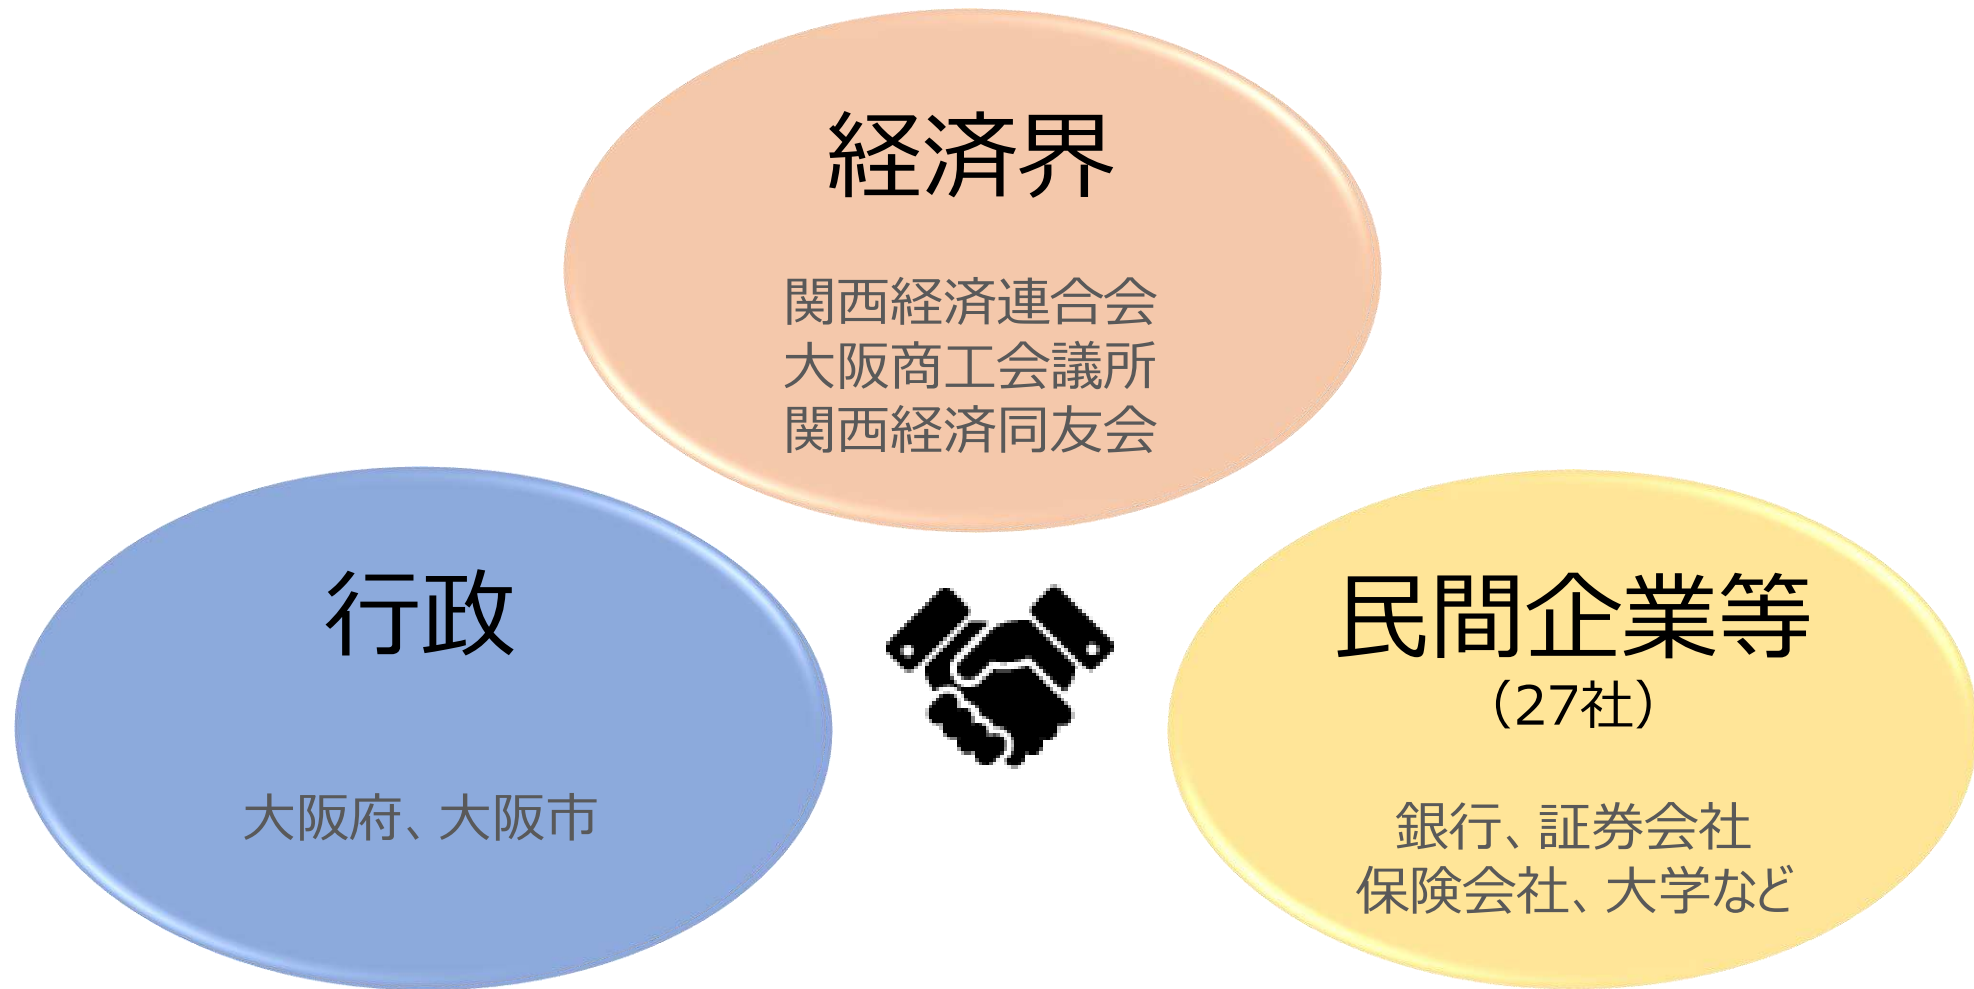 経済界
関西経済連合会
大阪商工会議所
関西経済同友会
行政
大阪府、大阪市
民間企業等
（27社）
銀行、証券会社
保険会社、大学など